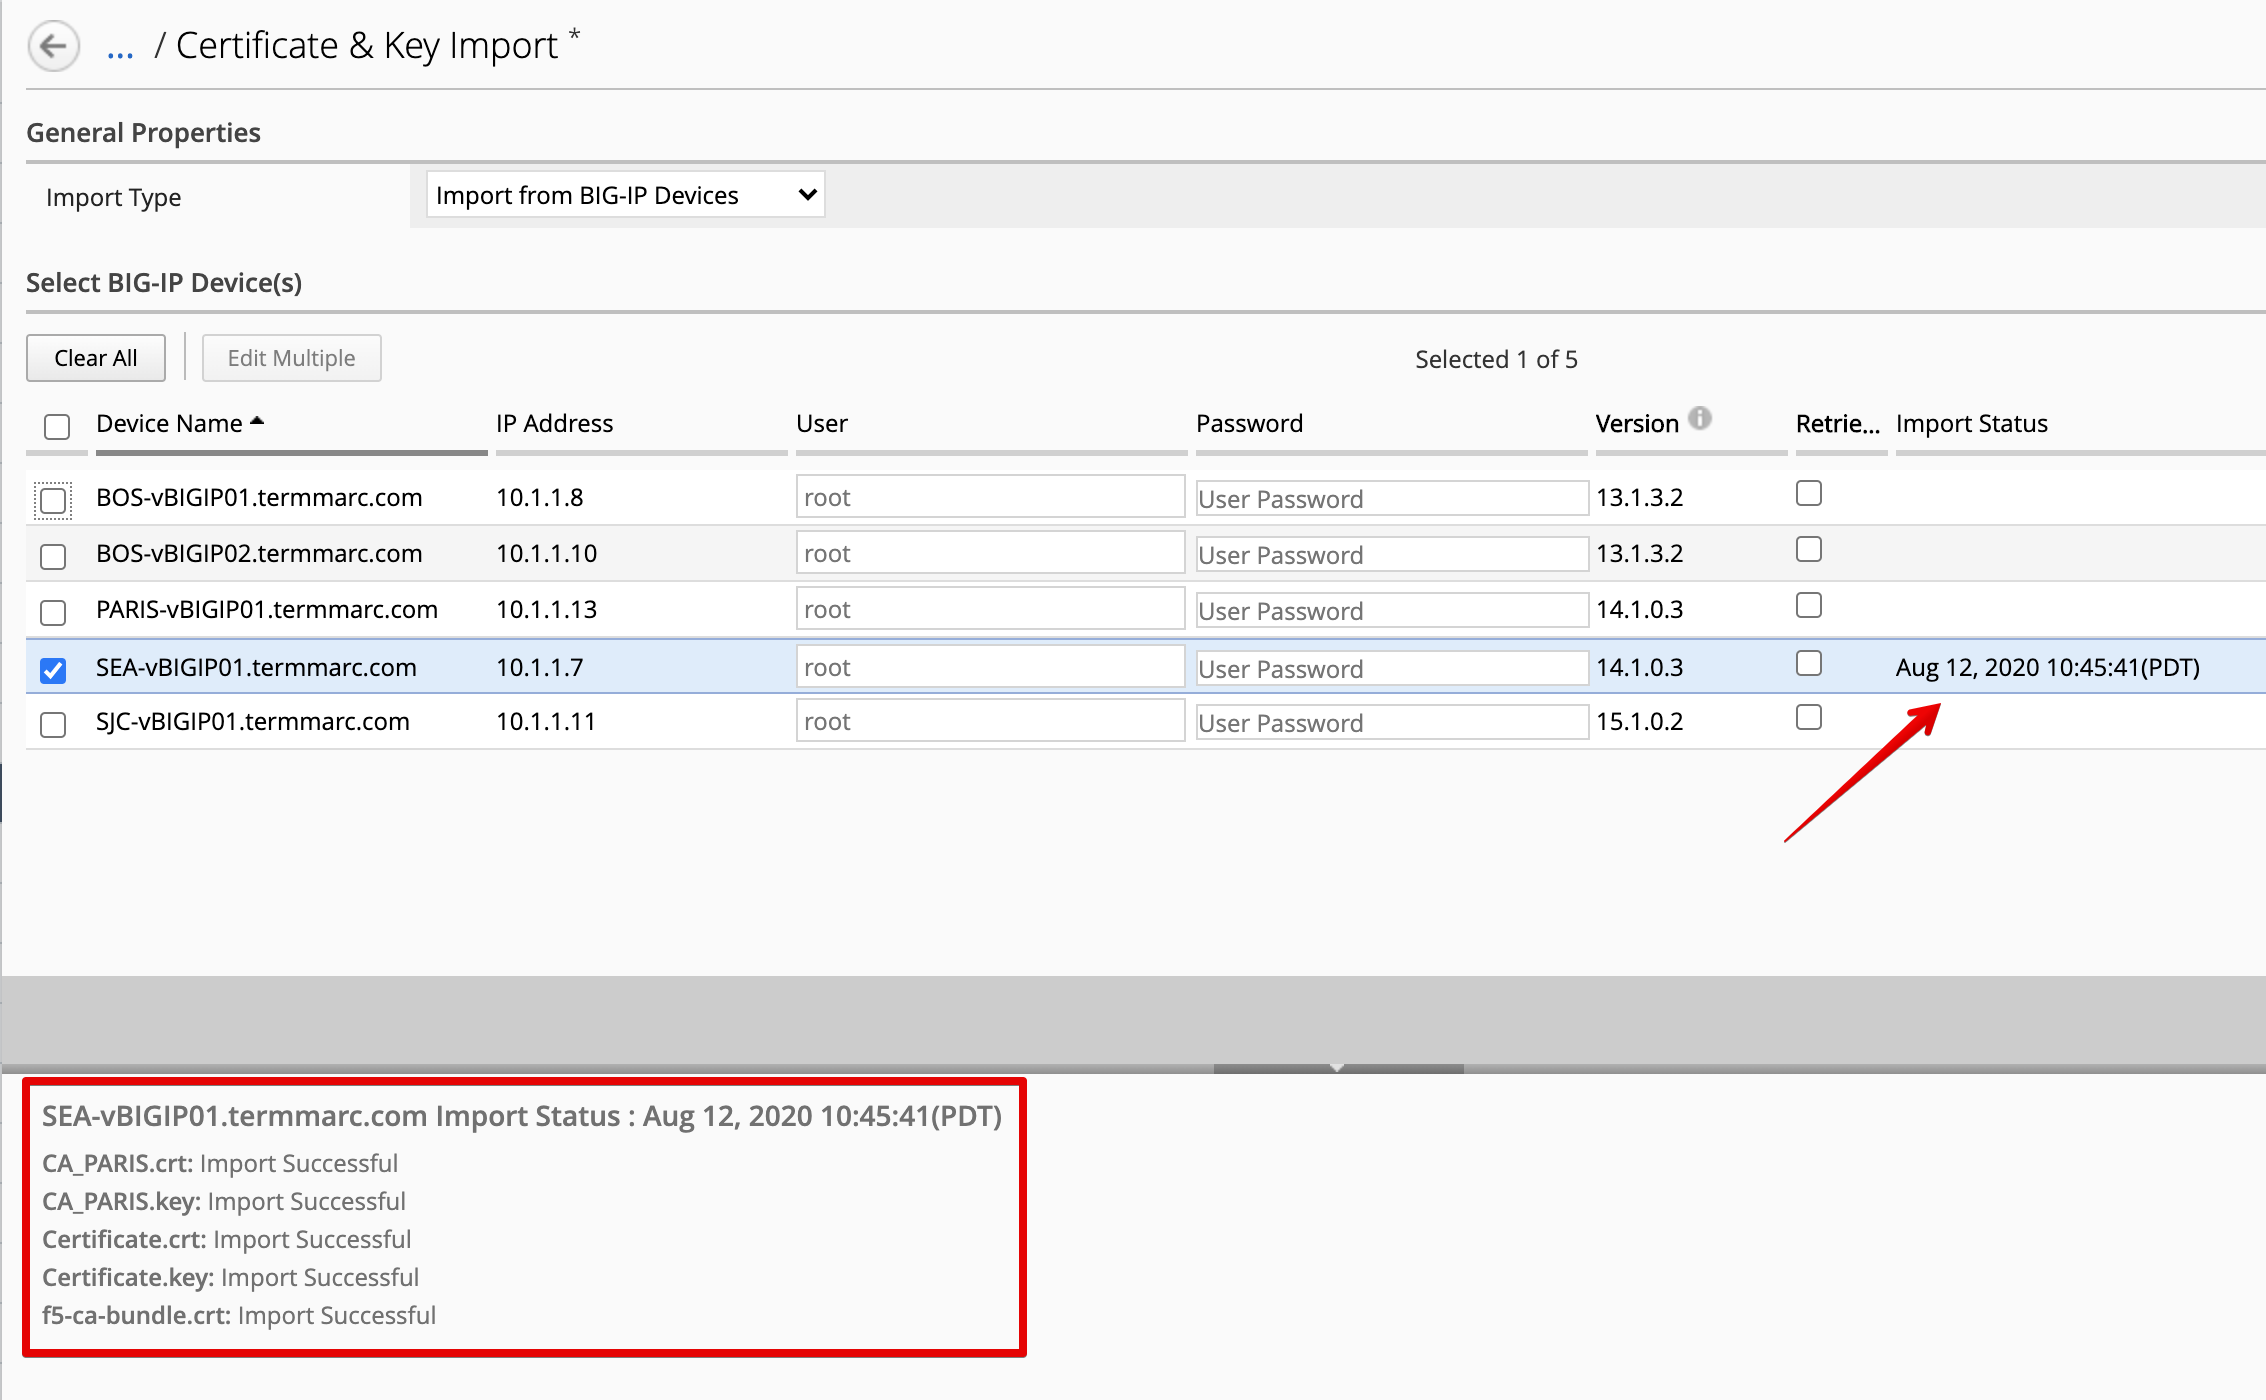 ... / Certificate & Key Import *
General Properties
Import Type Import from BIG-IP Devices
Select BIG-IP Device(s)
Clear All Edit Multiple Selected 1 of 5
Device Name IP Address User Password Version Retrie... Import Status
BOS-vBIGIP01.termmarc.com 10.1.1.8 root User Password 13.1.3.2
BOS-vBIGIP02.termmarc.com 10.1.1.10 root User Password 13.1.3.2
PARIS-vBIGIP01.termmarc.com 10.1.1.13 root User Password 14.1.0.3
SEA-vBIGIP01.termmarc.com 10.1.1.7 root User Password 14.1.0.3 Aug 12, 2020 10:45:41(PDT)
SJC-vBIGIP01.termmarc.com 10.1.1.11 root User Password 15.1.0.2
SEA-vBIGIP01.termmarc.com Import Status : Aug 12, 2020 10:45:41(PDT)
CA_PARIS.crt: Import Successful
CA_PARIS.key: Import Successful
Certificate.crt: Import Successful
Certificate.key: Import Successful
f5-ca-bundle.crt: Import Successful